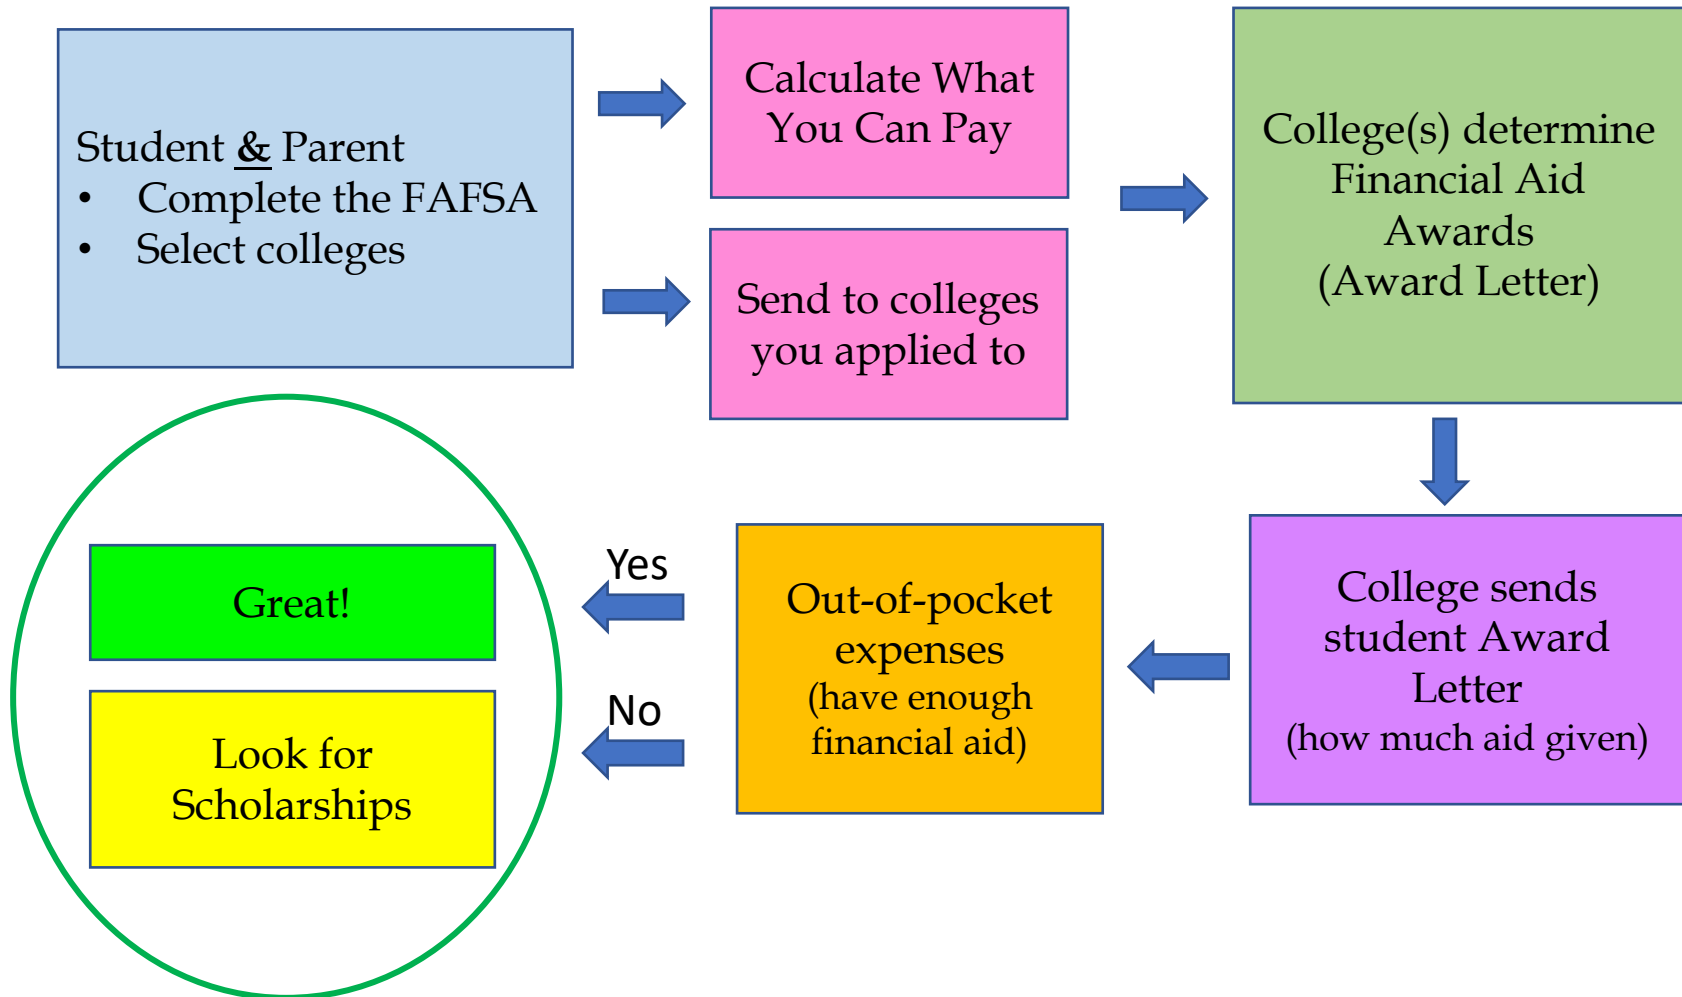 Student & Parent
• Complete the FAFSA
• Select colleges
Calculate What
You Can Pay
Send to colleges
you applied to
College(s) determine
Financial Aid
Awards
(Award Letter)
College sends
student Award
Letter
(how much aid given)
Out-of-pocket
expenses
(have enough
financial aid)
Yes
Great!
No
Look for
Scholarships